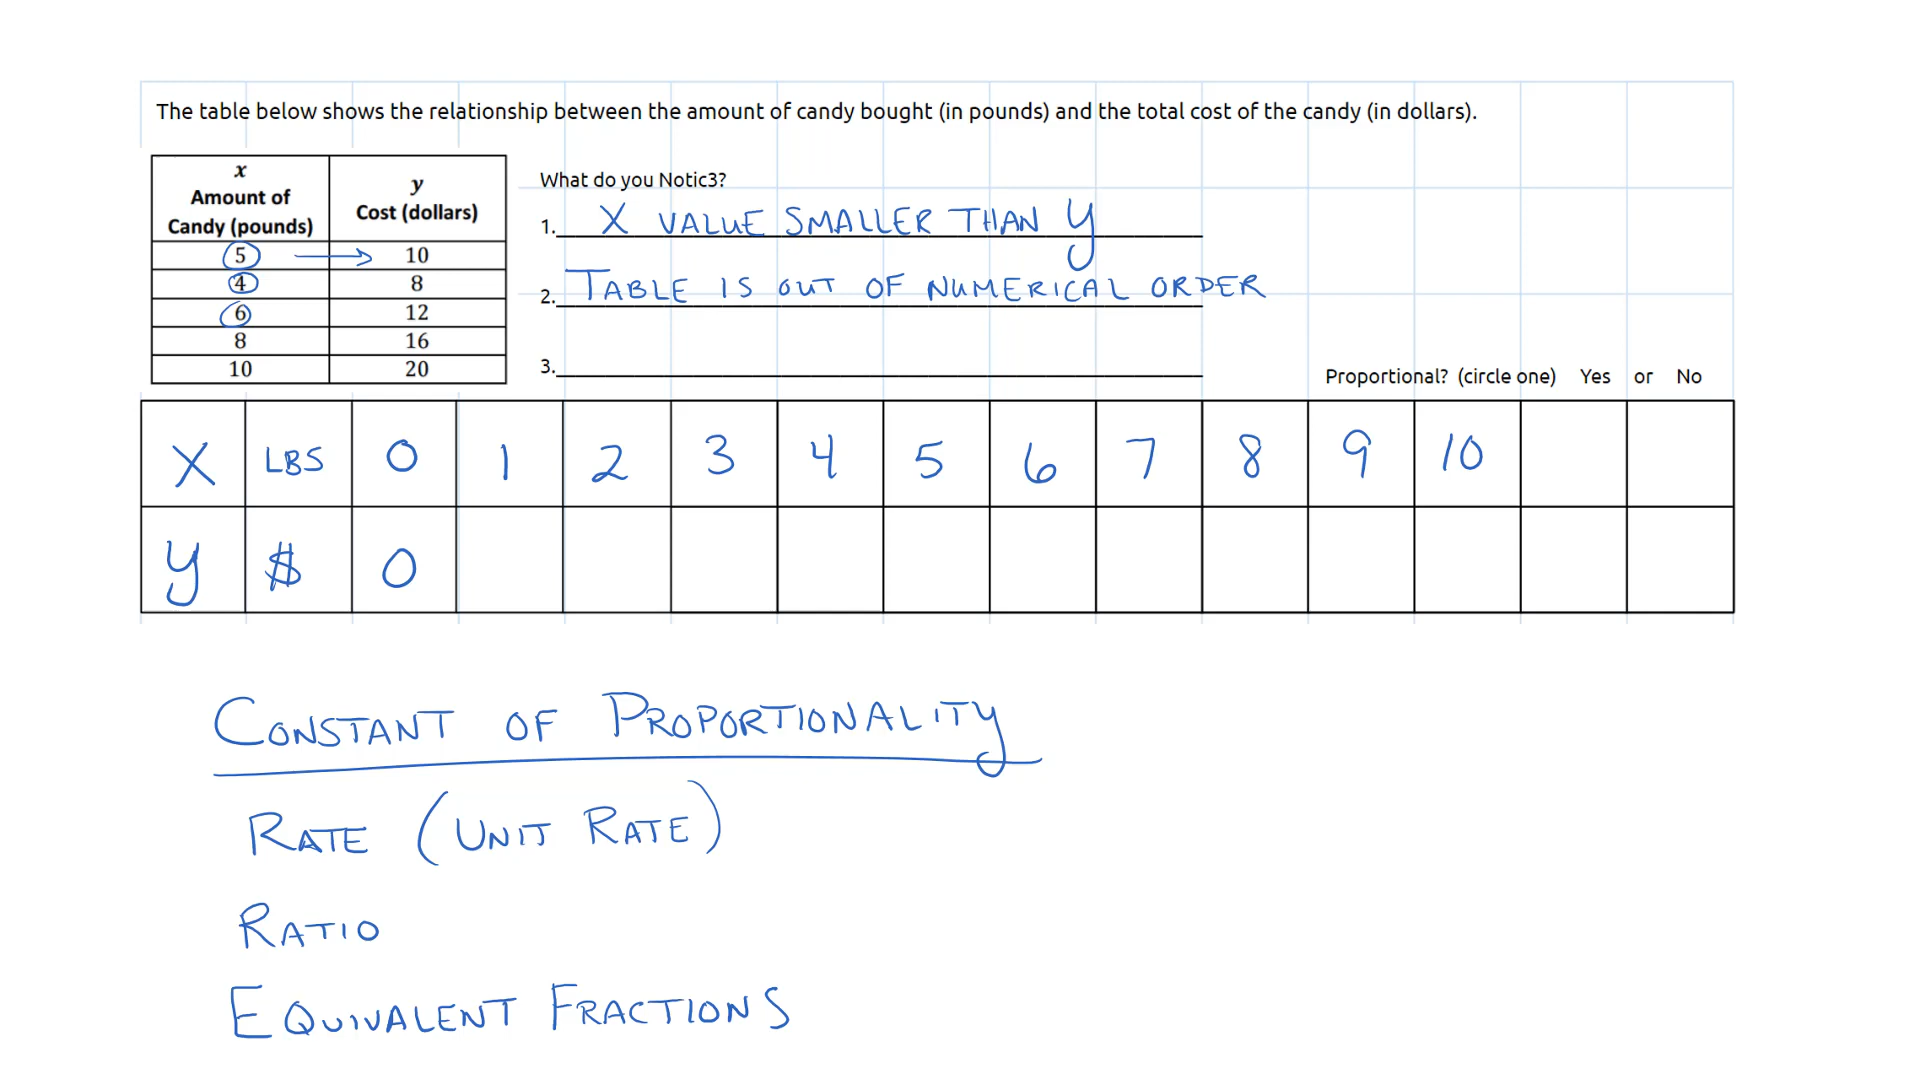 The table below shows the relationship between the amount of candy bought (in pounds) and the total cost of the candy (in dollars).
x Amount of Candy (pounds) y Cost (dollars)
5 → 10
4 8
6 12
8 16
10 20
What do you Notic3?
1. X VALUE SMALLER THAN Y
2. TABLE IS OUT OF NUMERICAL ORDER
3.
Proportional? (circle one) Yes or No
X LBS 0 1 2 3 4 5 6 7 8 9 10
Y $ 0
CONSTANT OF PROPORTIONALITY
RATE (UNIT RATE)
RATIO
EQUIVALENT FRACTIONS